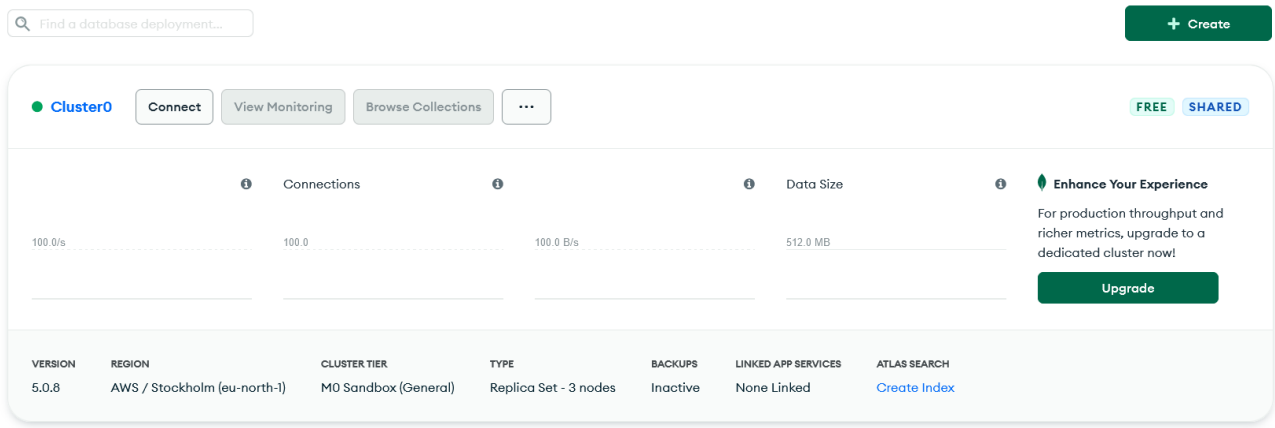 Find a database deployment...
+ Create
Cluster0
Connect
View Monitoring
Browse Collections
...
FREE
SHARED
100.0/s
Connections
100.0
100.0 B/s
Data Size
512.0 MB
Enhance Your Experience
For production throughput and
richer metrics, upgrade to a
dedicated cluster now!
Upgrade
VERSION
5.0.8
REGION
AWS / Stockholm (eu-north-1)
CLUSTER TIER
M0 Sandbox (General)
TYPE
Replica Set - 3 nodes
BACKUPS
Inactive
LINKED APP SERVICES
None Linked
ATLAS SEARCH
Create Index